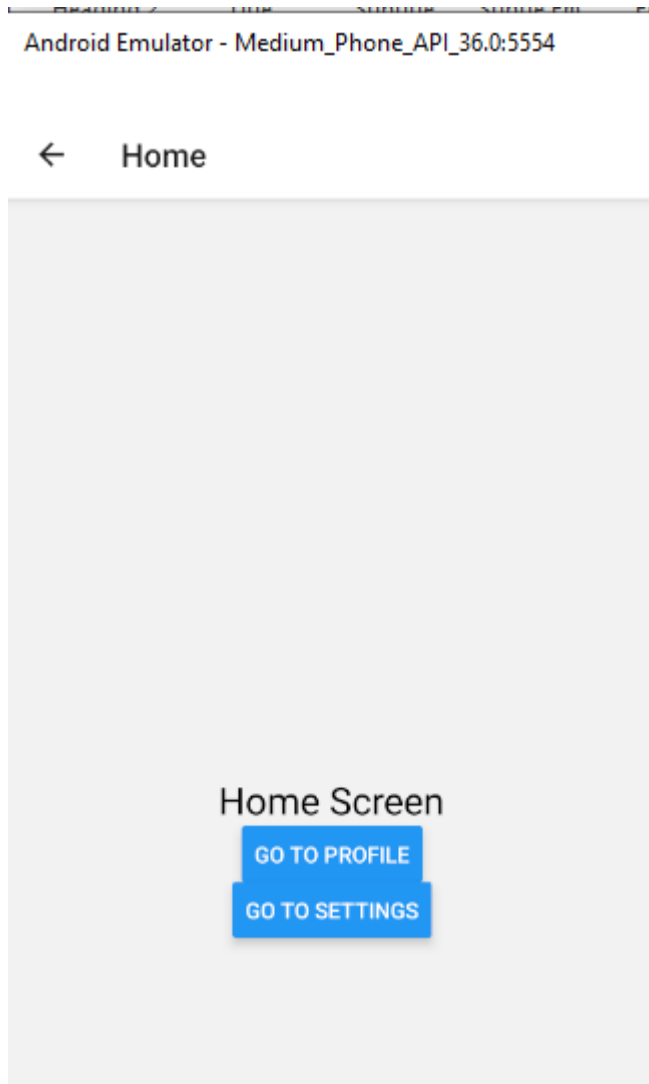 Android Emulator - Medium_Phone_API_36.0:5554
Home
Home Screen
GO TO PROFILE
GO TO SETTINGS